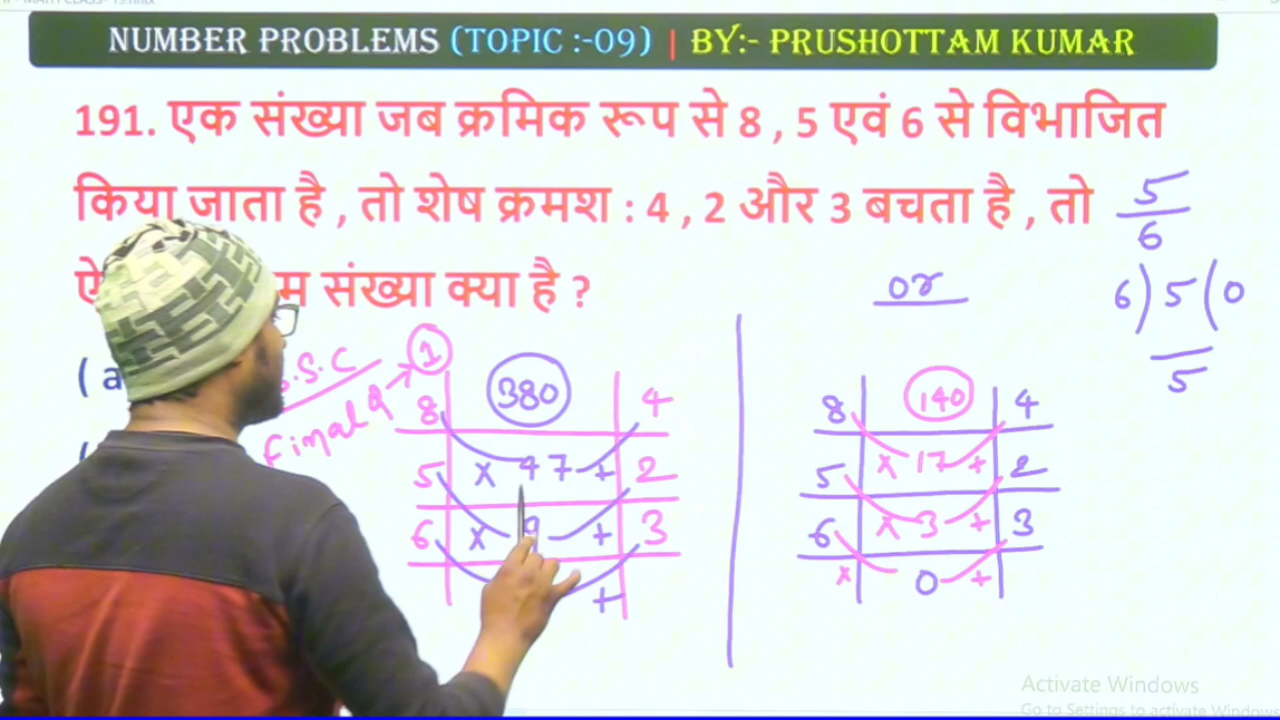 NUMBER PROBLEMS (TOPIC :-09) | BY:- PRUSHOTTAM KUMAR
191. एक संख्या जब क्रमिक रूप से 8 , 5 एवं 6 से विभाजित
किया जाता है , तो शेष क्रमश : 4 , 2 और 3 बचता है , तो
संख्या क्या है ?
5
6
6 ) 5 ( 0
5
or
( a
S.S.C
Final Q
1
8 380 4
5 × 47 + 2
6 × 9 + 3
+
8 140 4
5 × 17 + 2
6 × 3 + 3
× 0 +
Activate Windows
Go to Settings to activate Windows